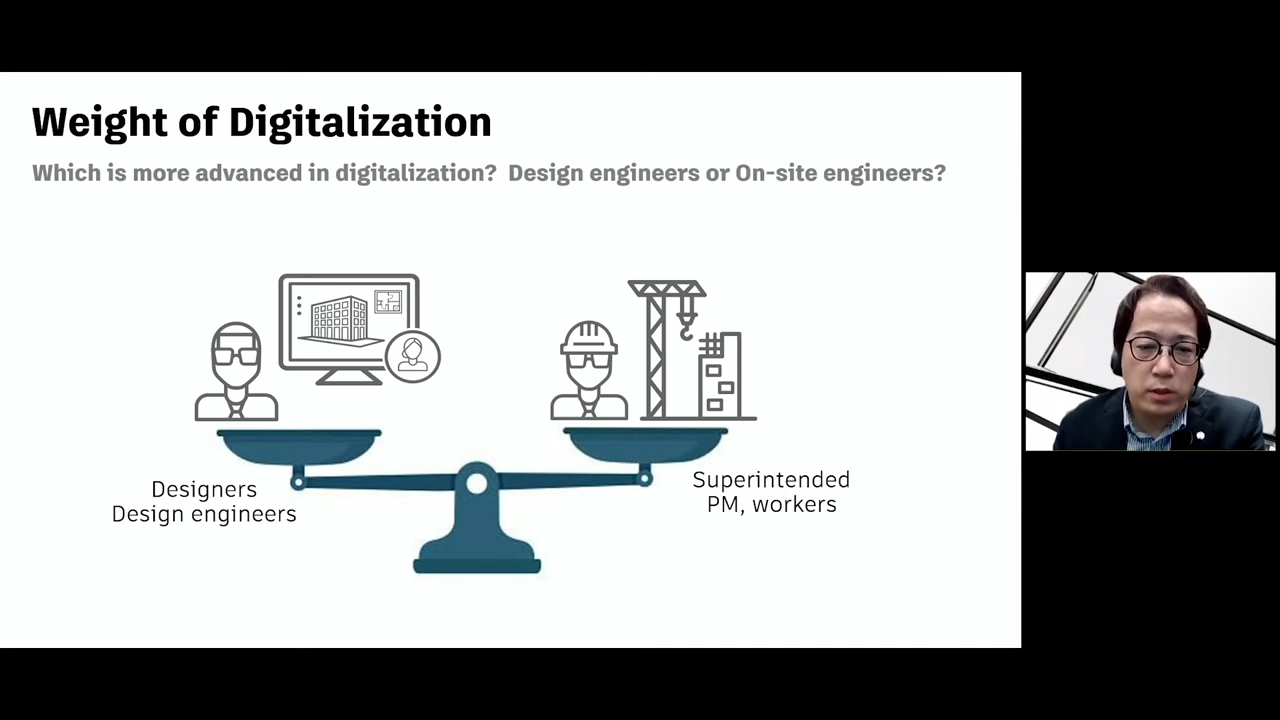 Weight of Digitalization
Which is more advanced in digitalization? Design engineers or On-site engineers?
Designers
Design engineers
Superintended
PM, workers